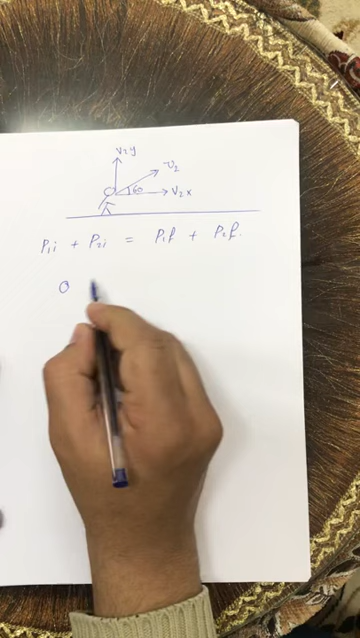 V₂y
v₂
60
V₂x
P₁i + P₂i = P₁f + P₂f.
0